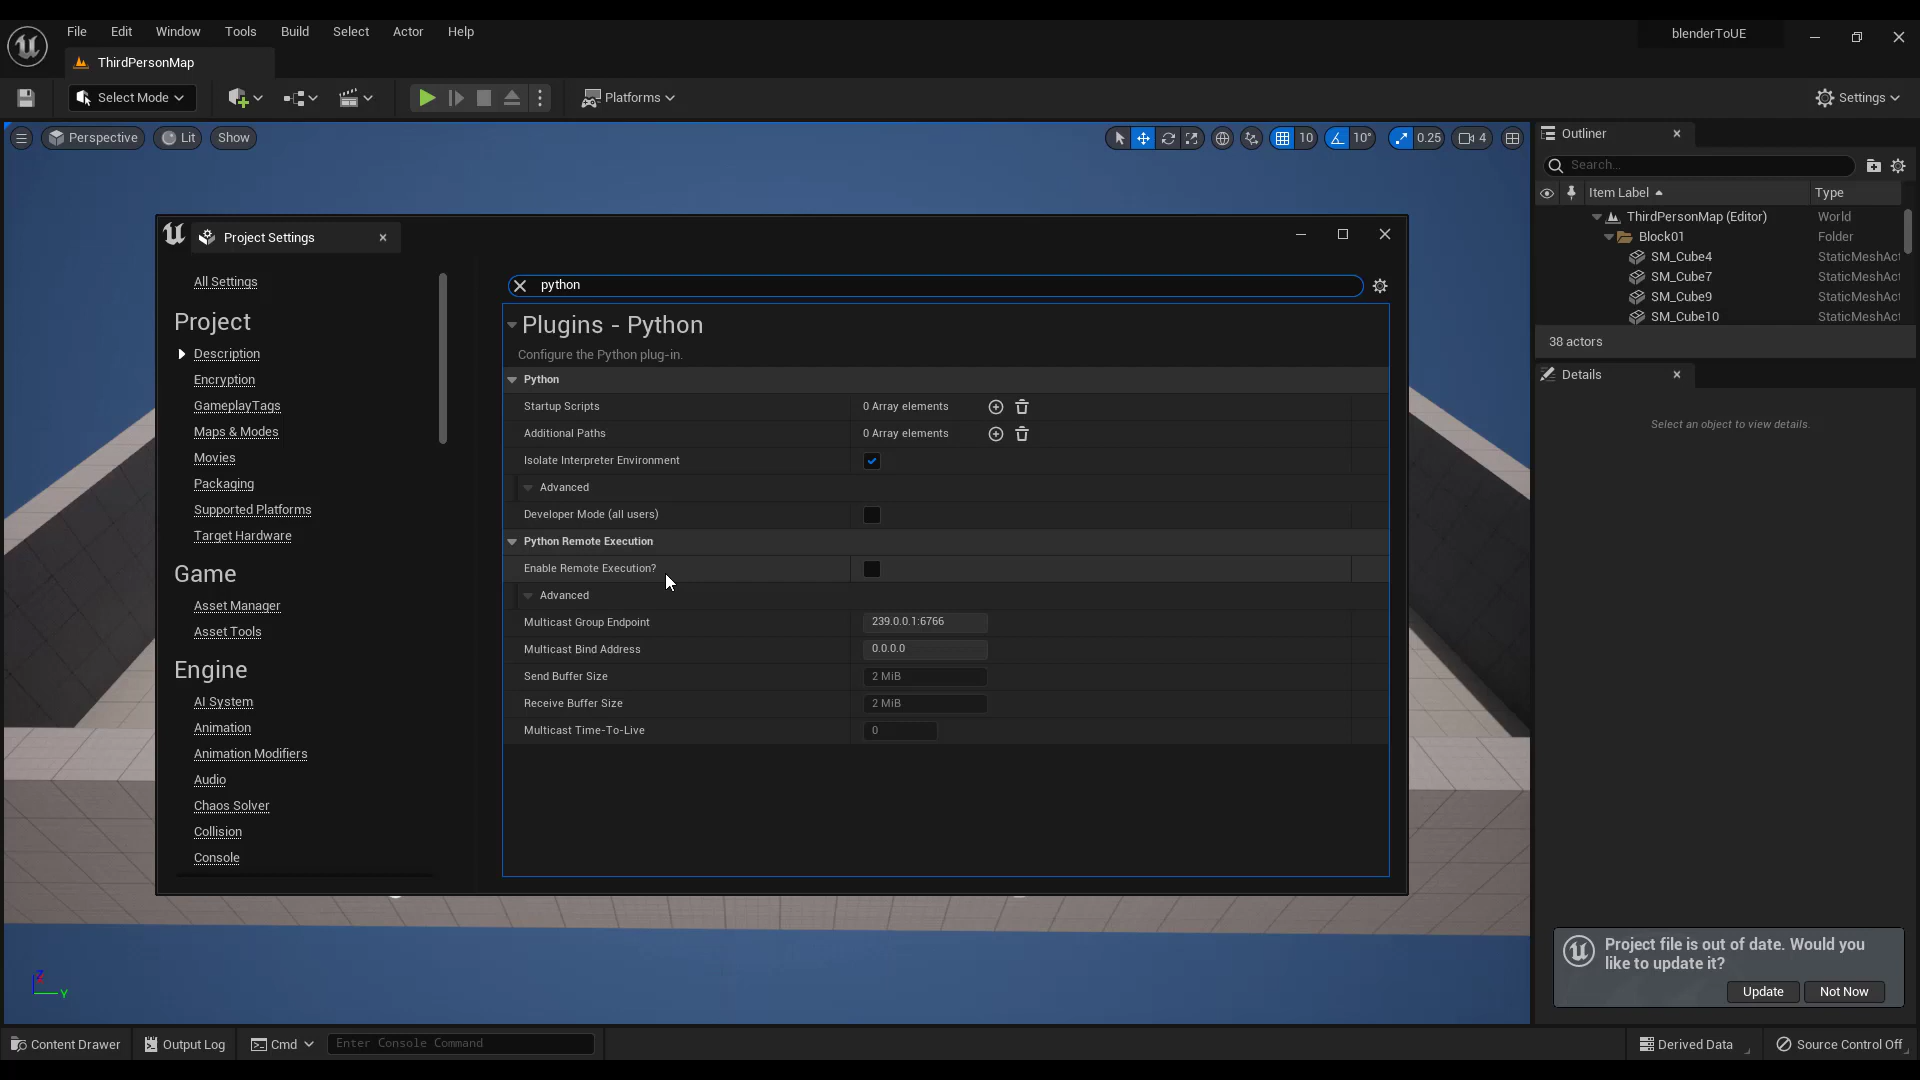 File Edit Window Tools Build Select Actor Help
blenderToUE
ThirdPersonMap
Select Mode
Platforms
Settings
Perspective
Lit
Show
10
10°
0.25
4
Outliner
Search...
Item Label
Type
ThirdPersonMap (Editor) World
Block01 Folder
SM_Cube4 StaticMeshAct
SM_Cube7 StaticMeshAct
SM_Cube9 StaticMeshAct
SM_Cube10 StaticMeshAct
38 actors
Details
Select an object to view details.
Project Settings
All Settings
Project
Description
Encryption
GameplayTags
Maps & Modes
Movies
Packaging
Supported Platforms
Target Hardware
Game
Asset Manager
Asset Tools
Engine
AI System
Animation
Animation Modifiers
Audio
Chaos Solver
Collision
Console
python
Plugins - Python
Configure the Python plug-in.
Python
Startup Scripts 0 Array elements
Additional Paths 0 Array elements
Isolate Interpreter Environment
Advanced
Developer Mode (all users)
Python Remote Execution
Enable Remote Execution?
Advanced
Multicast Group Endpoint 239.0.0.1:6766
Multicast Bind Address 0.0.0.0
Send Buffer Size 2 MiB
Receive Buffer Size 2 MiB
Multicast Time-To-Live 0
Project file is out of date. Would you
like to update it?
Update
Not Now
Z
Y
Content Drawer
Output Log
Cmd
Enter Console Command
Derived Data
Source Control Off